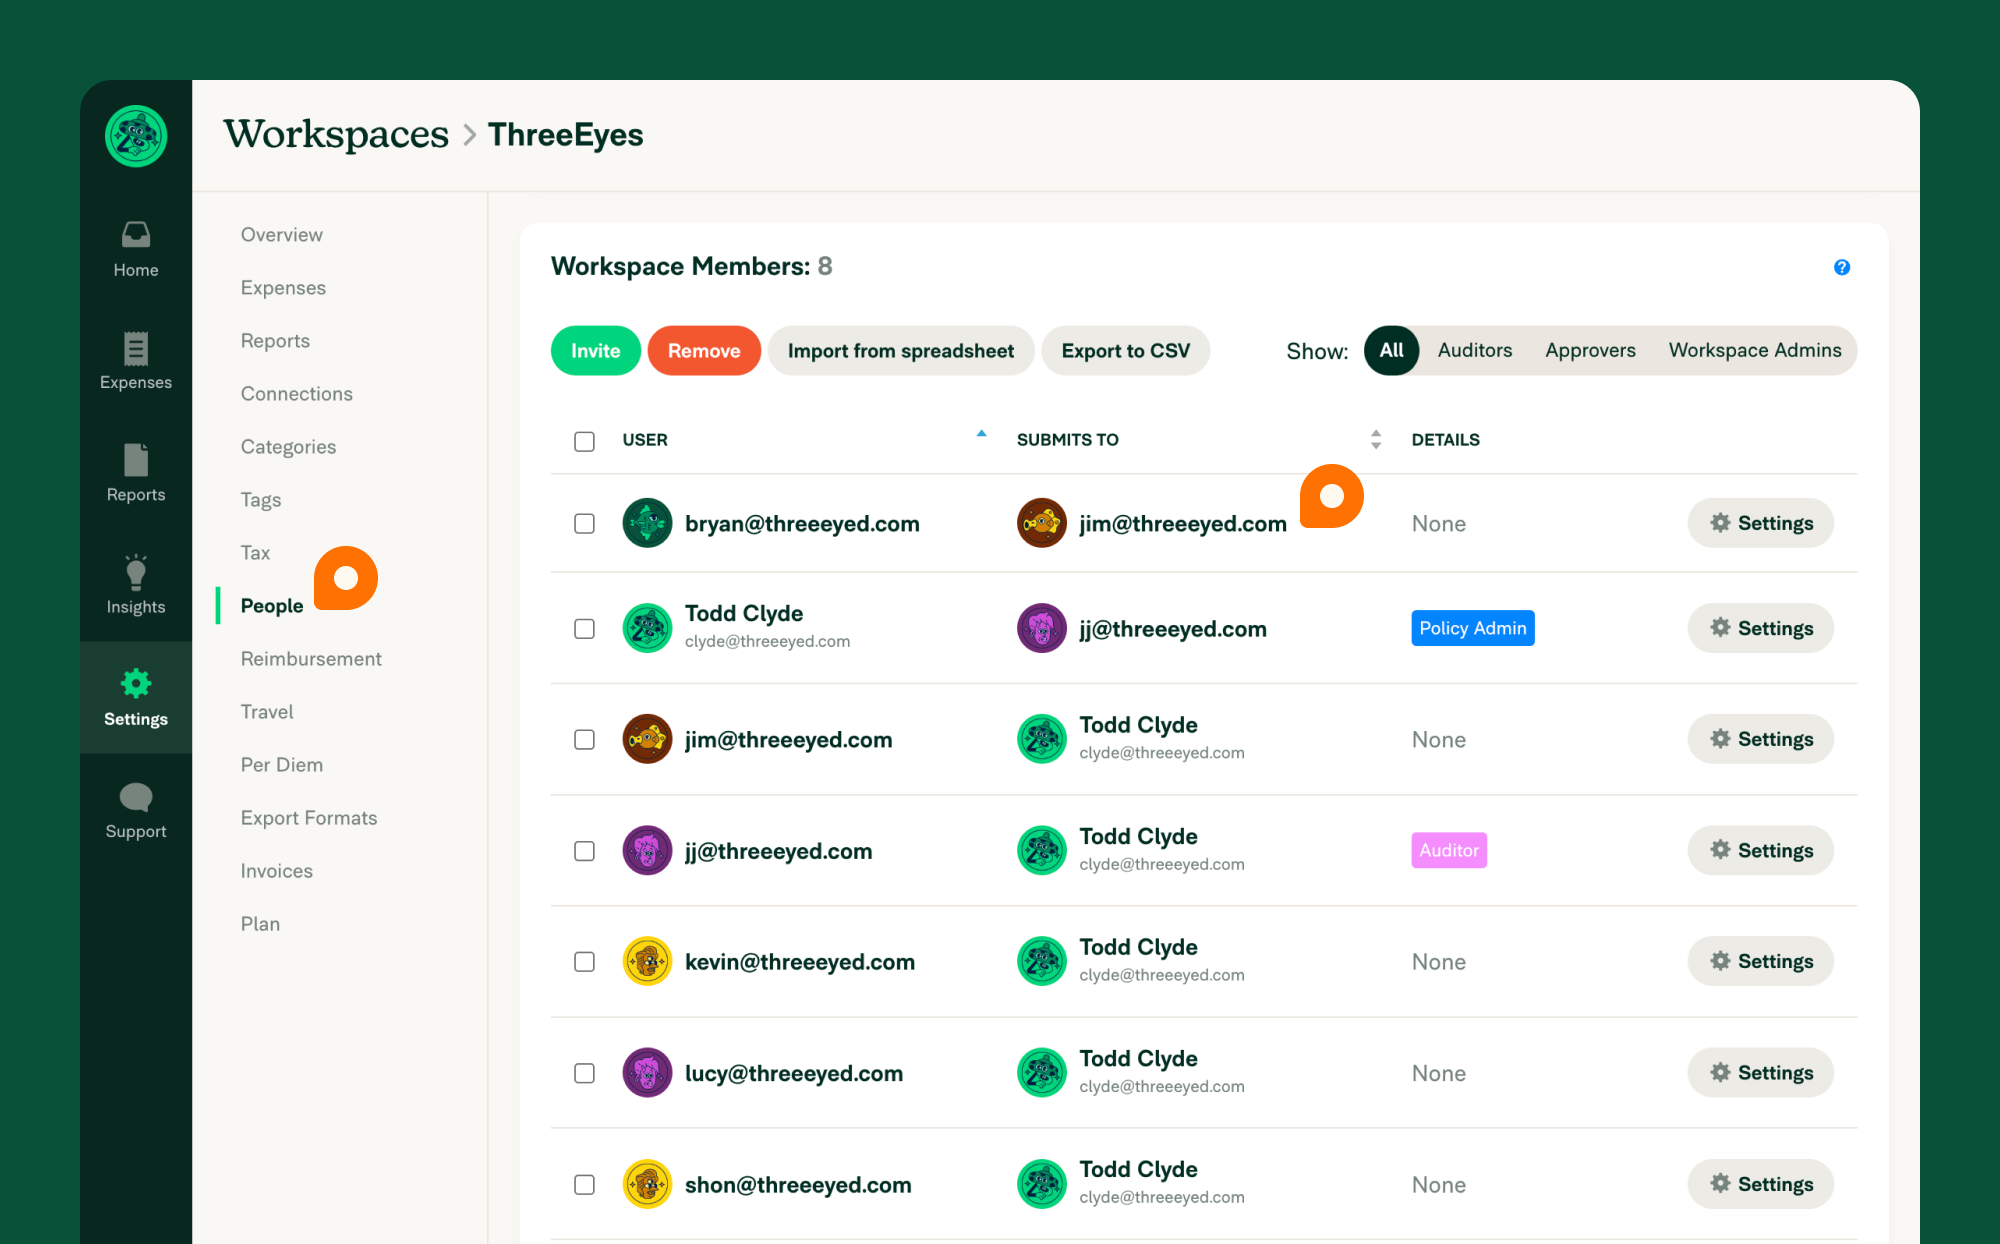 Workspaces > ThreeEyes
Home
Expenses
Reports
Insights
Settings
Support
Overview
Expenses
Reports
Connections
Categories
Tags
Tax
People
Reimbursement
Travel
Per Diem
Export Formats
Invoices
Plan
Workspace Members: 8
?
Invite Remove Import from spreadsheet Export to CSV Show: All Auditors Approvers Workspace Admins
USER SUBMITS TO DETAILS
bryan@threeeyed.com jim@threeeyed.com None Settings
Todd Clyde
clyde@threeeyed.com
jj@threeeyed.com Policy Admin Settings
jim@threeeyed.com
Todd Clyde
clyde@threeeyed.com
None Settings
jj@threeeyed.com
Todd Clyde
clyde@threeeyed.com
Auditor Settings
kevin@threeeyed.com
Todd Clyde
clyde@threeeyed.com
None Settings
lucy@threeeyed.com
Todd Clyde
clyde@threeeyed.com
None Settings
shon@threeeyed.com
Todd Clyde
clyde@threeeyed.com
None Settings